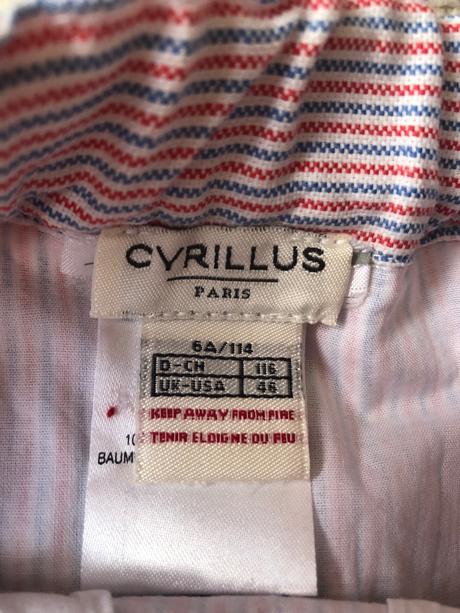 CYRILLUS
PARIS
6A/114
D-CH 116
UK-USA 46
KEEP AWAY FROM FIRE
TENIR ELOIGNE DU FEU
10
BAUM